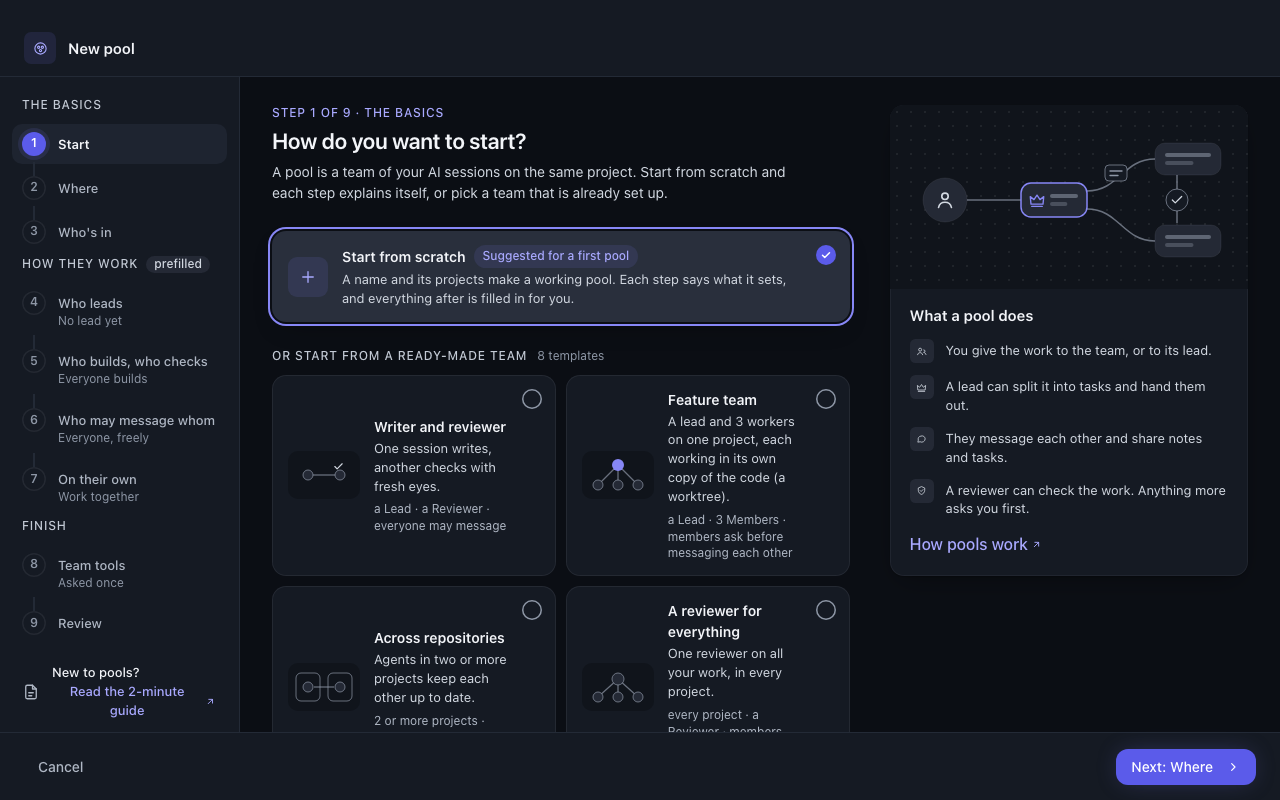 New pool
THE BASICS
1 Start
2 Where
3 Who's in
HOW THEY WORK prefilled
4 Who leads
No lead yet
5 Who builds, who checks
Everyone builds
6 Who may message whom
Everyone, freely
7 On their own
Work together
FINISH
8 Team tools
Asked once
9 Review
New to pools?
Read the 2-minute
guide
STEP 1 OF 9 · THE BASICS
How do you want to start?
A pool is a team of your AI sessions on the same project. Start from scratch and
each step explains itself, or pick a team that is already set up.
Start from scratch Suggested for a first pool
A name and its projects make a working pool. Each step says what it sets,
and everything after is filled in for you.
OR START FROM A READY-MADE TEAM 8 templates
Writer and reviewer
One session writes,
another checks with
fresh eyes.
a Lead · a Reviewer ·
everyone may message
Feature team
A lead and 3 workers
on one project, each
working in its own
copy of the code (a
worktree).
a Lead · 3 Members ·
members ask before
messaging each other
Across repositories
Agents in two or more
projects keep each
other up to date.
2 or more projects ·
A reviewer for
everything
One reviewer on all
your work, in every
project.
every project · a
Reviewer · members
What a pool does
You give the work to the team, or to its lead.
A lead can split it into tasks and hand them
out.
They message each other and share notes
and tasks.
A reviewer can check the work. Anything more
asks you first.
How pools work
Cancel
Next: Where